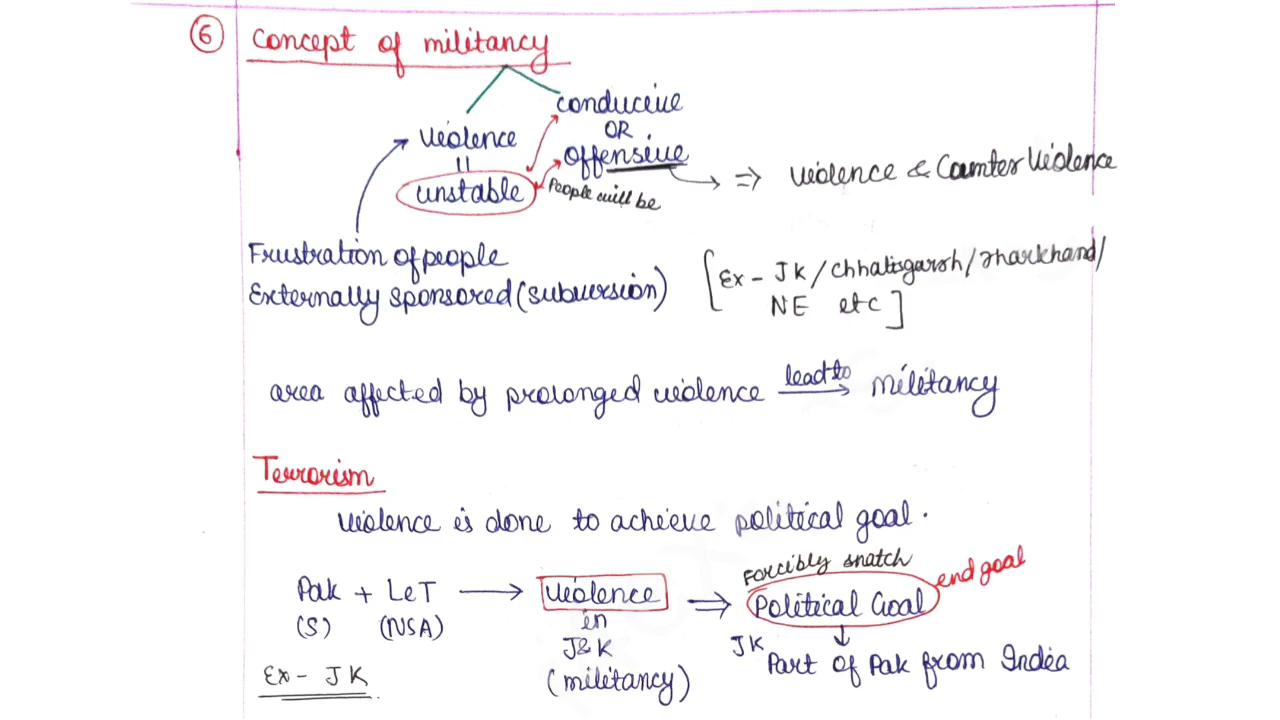 6 Concept of militancy
conducive
violence OR
offensive
|| ⇒ violence & Counter Violence
unstable People will be
Frustration of people
Externally sponsored (subversion)
[Ex - JK / Chhatisgarsh / Jharkhand /
NE etc]
area affected by prolonged violence lead to → militancy
Terrorism
violence is done to achieve political goal.
Forcibly snatch end goal
Pak + LeT → violence ⇒ Political Goal
(S) (NSA) in ↓
J&K JK Part of Pak from India
Ex - JK (militancy)